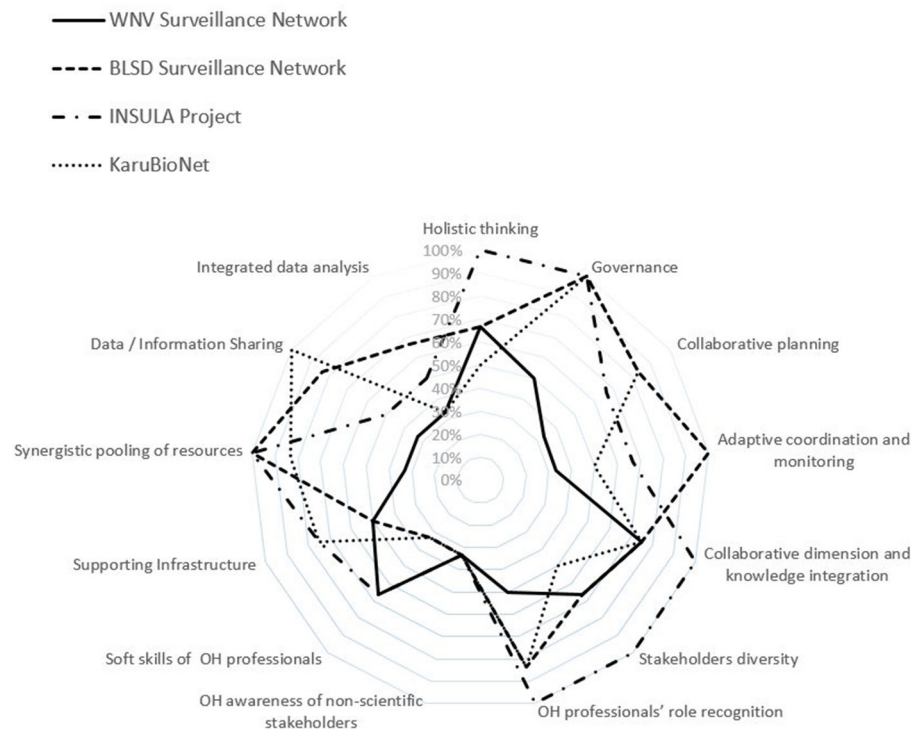 WNV Surveillance Network
BLSD Surveillance Network
INSULA Project
KaruBioNet
Holistic thinking
100%
90%
80%
70%
60%
50%
40%
30%
20%
10%
0%
Governance
Collaborative planning
Adaptive coordination and
monitoring
Collaborative dimension and
knowledge integration
Stakeholders diversity
OH professionals’ role recognition
OH awareness of non-scientific
stakeholders
Soft skills of OH professionals
Supporting Infrastructure
Synergistic pooling of resources
Data / Information Sharing
Integrated data analysis